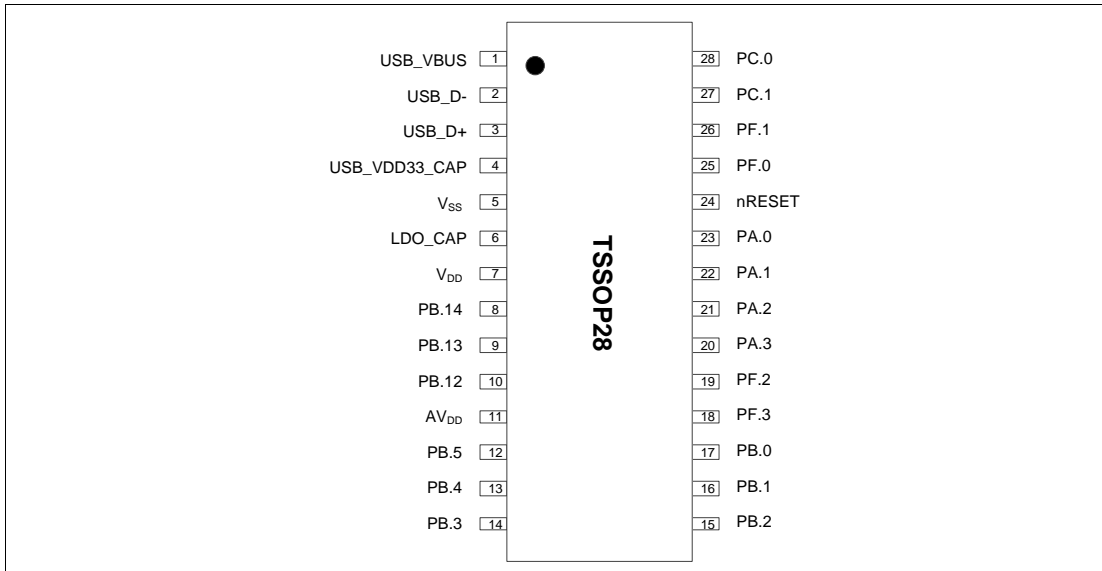 USB_VBUS 1 28 PC.0
USB_D- 2 27 PC.1
USB_D+ 3 26 PF.1
USB_VDD33_CAP 4 25 PF.0
VSS 5 24 nRESET
LDO_CAP 6 23 PA.0
VDD 7 22 PA.1
PB.14 8 21 PA.2
PB.13 9 20 PA.3
PB.12 10 19 PF.2
AVDD 11 18 PF.3
PB.5 12 17 PB.0
PB.4 13 16 PB.1
PB.3 14 15 PB.2
TSSOP28